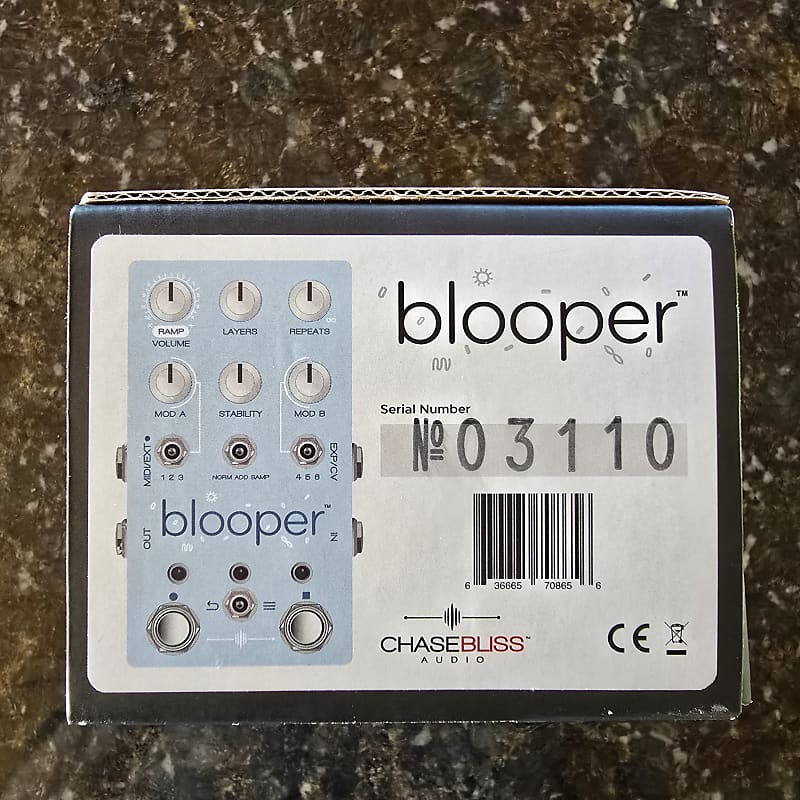 RAMP
VOLUME
LAYERS
REPEATS
∞
MOD A
STABILITY
MOD B
MIDI/EXT
1 2 3
NORM ADD SAMP
4 5 6
EXP/CV
OUT
blooper™
IN
blooper™
Serial Number
№03110
6 36665 70865 6
CHASEBLISS™
AUDIO
CE